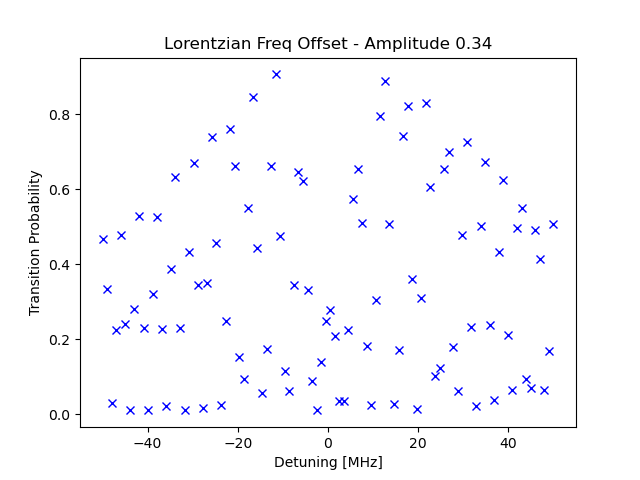 Lorentzian Freq Offset - Amplitude 0.34
Transition Probability
0.8
0.6
0.4
0.2
0.0
−40 −20 0 20 40
Detuning [MHz]